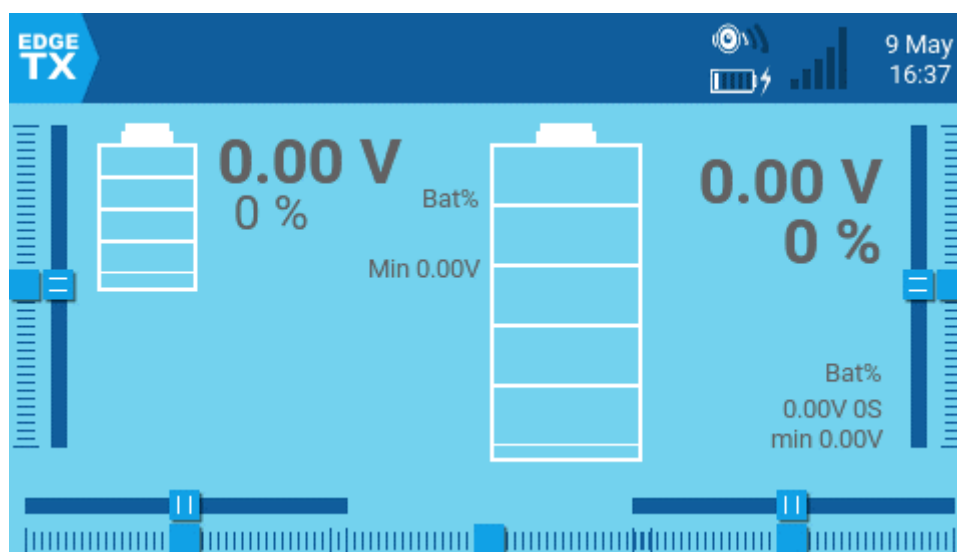 EDGE
TX
9 May
16:37
0.00 V
0 %
Bat%
Min 0.00V
0.00 V
0 %
Bat%
0.00V 0S
min 0.00V